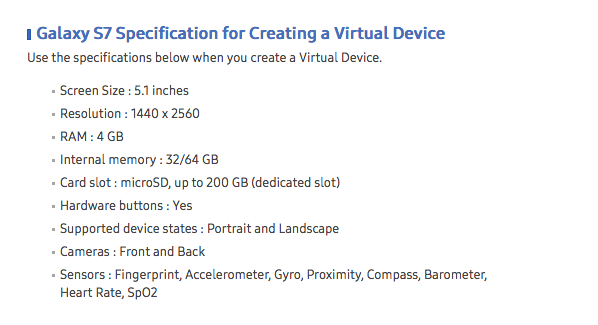 Galaxy S7 Specification for Creating a Virtual Device
Use the specifications below when you create a Virtual Device.
Screen Size : 5.1 inches
Resolution : 1440 x 2560
RAM : 4 GB
Internal memory : 32/64 GB
Card slot : microSD, up to 200 GB (dedicated slot)
Hardware buttons : Yes
Supported device states : Portrait and Landscape
Cameras : Front and Back
Sensors : Fingerprint, Accelerometer, Gyro, Proximity, Compass, Barometer,
Heart Rate, SpO2